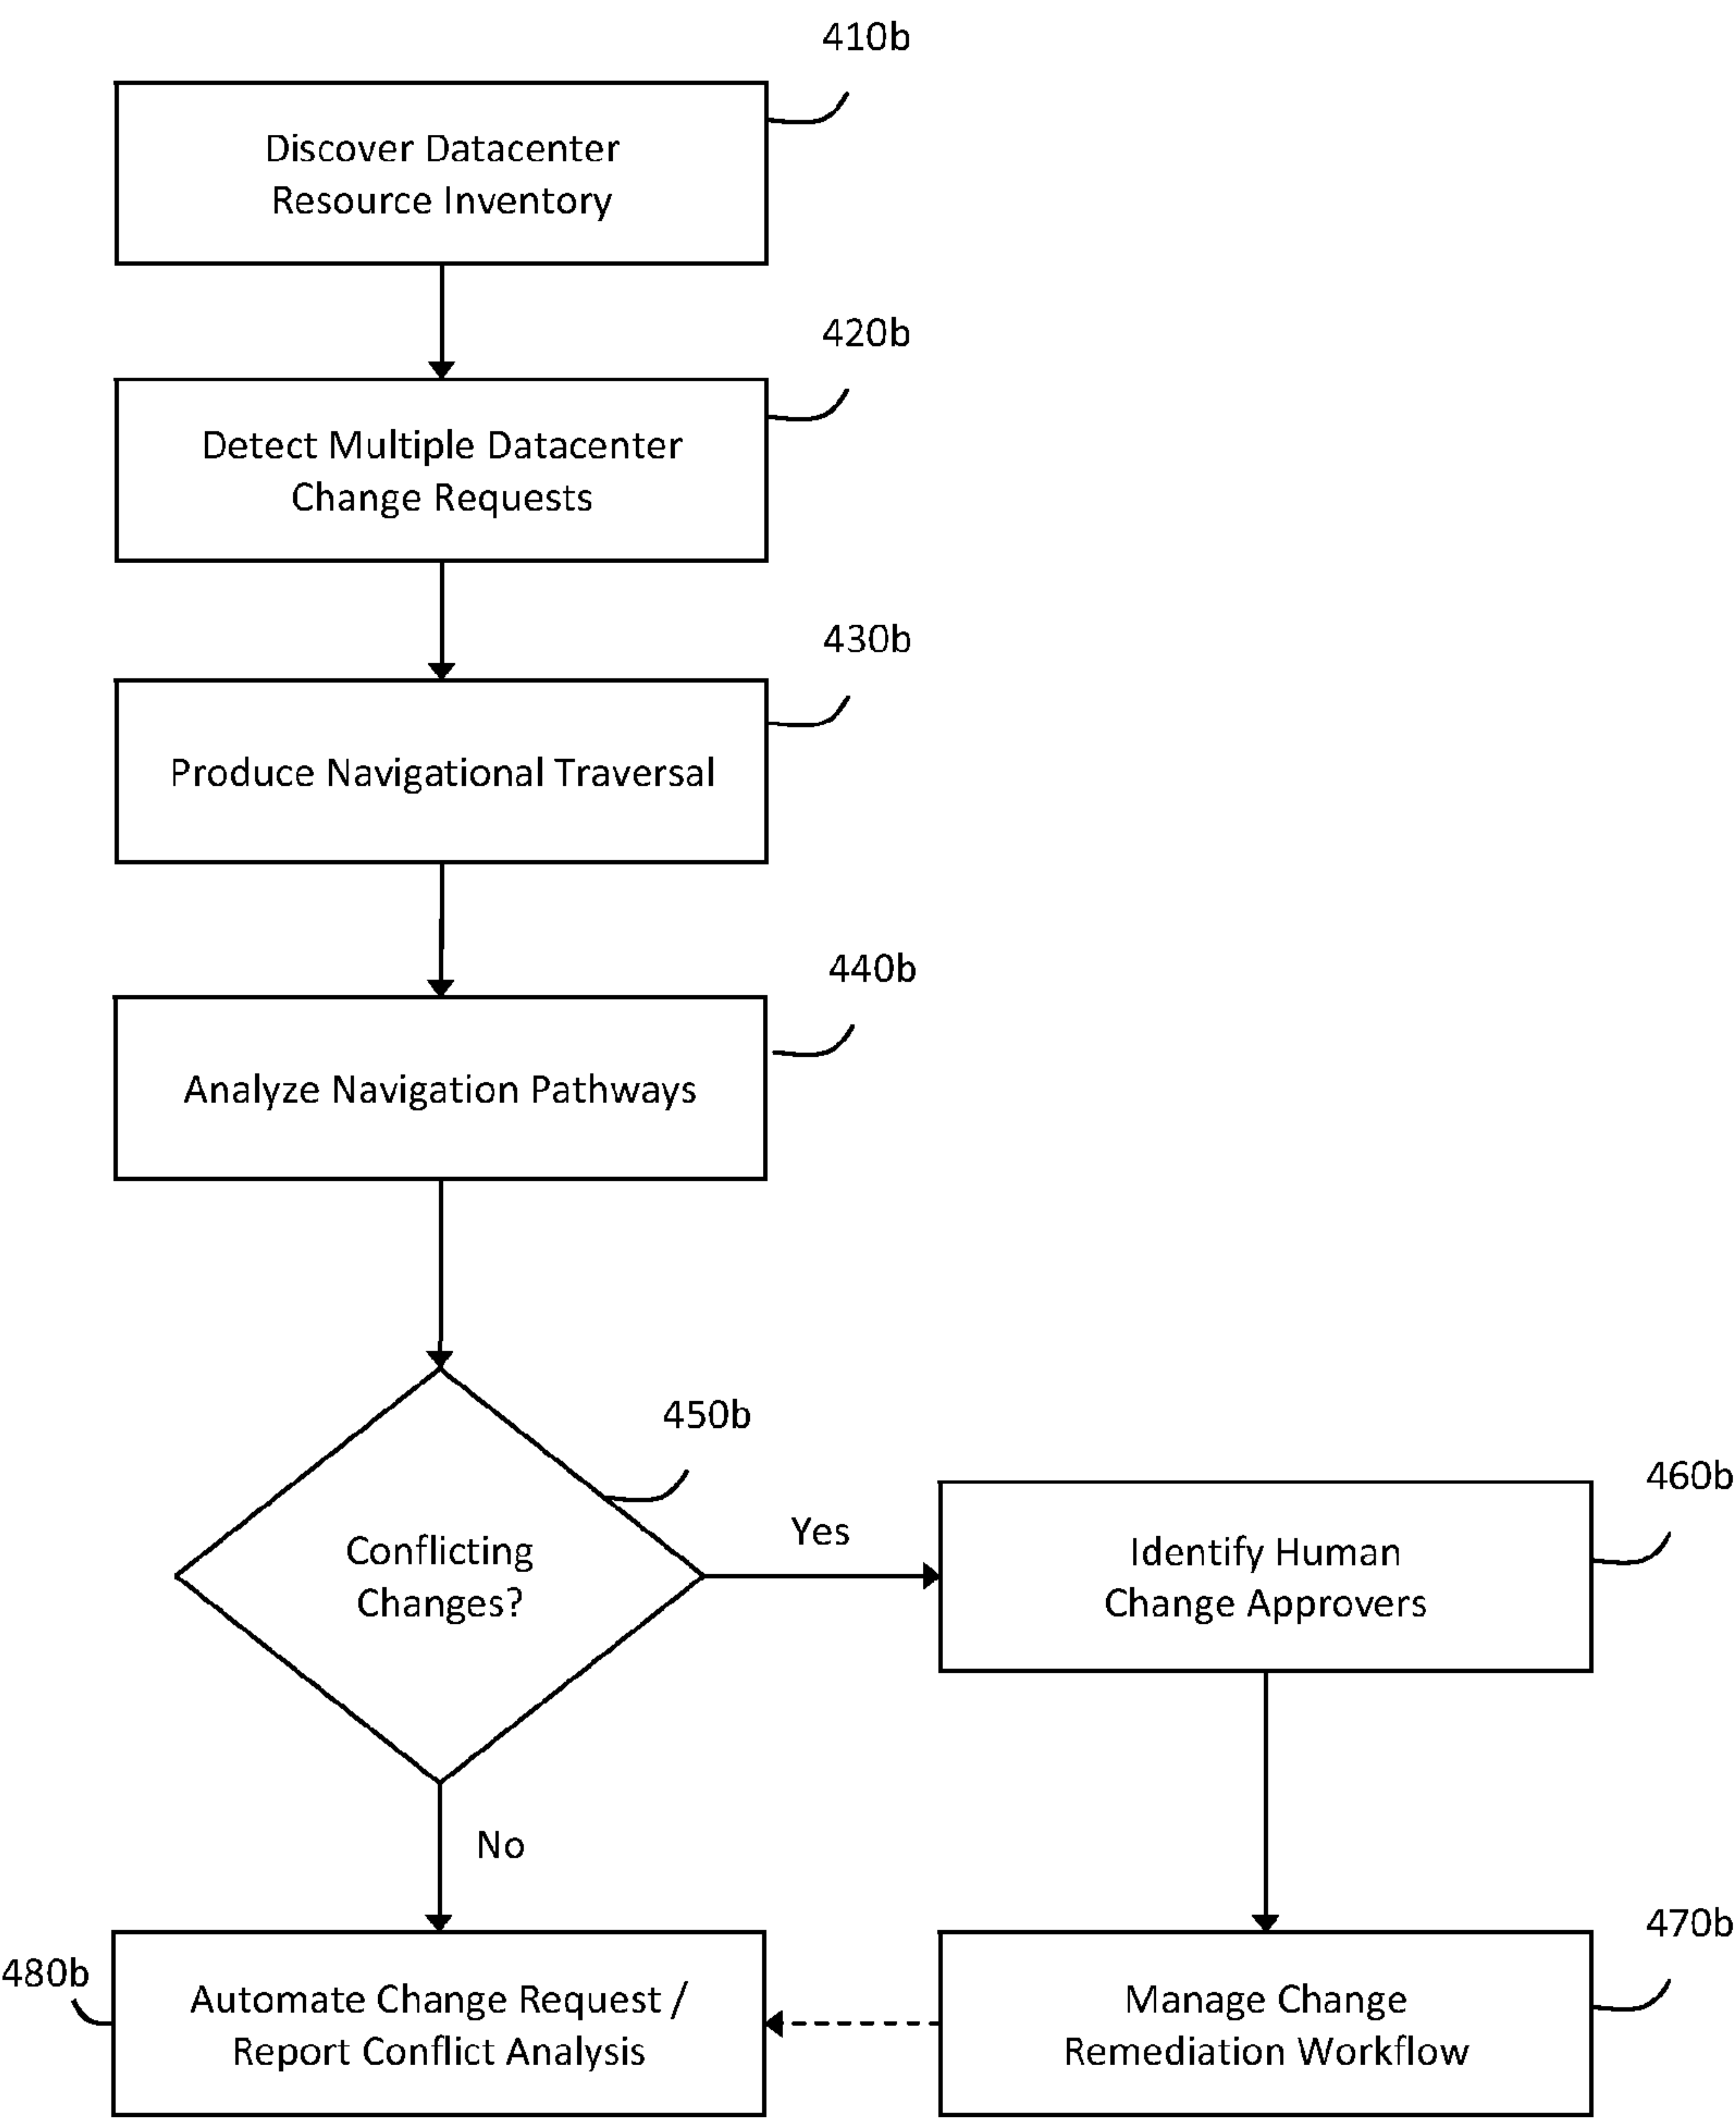 410b
Discover Datacenter
Resource Inventory
420b
Detect Multiple Datacenter
Change Requests
430b
Produce Navigational Traversal
440b
Analyze Navigation Pathways
450b
Conflicting
Changes?
Yes
460b
Identify Human
Change Approvers
No
470b
Manage Change
Remediation Workflow
480b
Automate Change Request /
Report Conflict Analysis